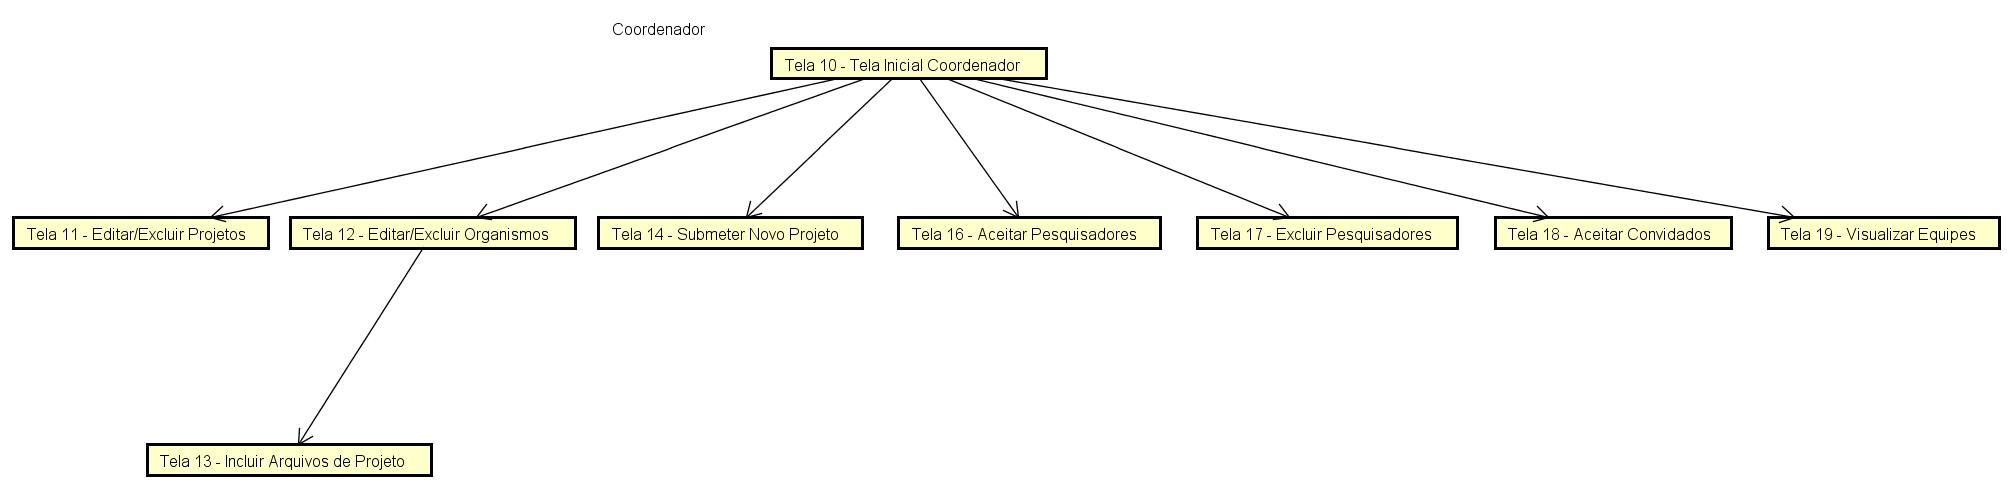 Coordenador
Tela 10 - Tela Inicial Coordenador
Tela 11 - Editar/Excluir Projetos
Tela 12 - Editar/Excluir Organismos
Tela 14 - Submeter Novo Projeto
Tela 16 - Aceitar Pesquisadores
Tela 17 - Excluir Pesquisadores
Tela 18 - Aceitar Convidados
Tela 19 - Visualizar Equipes
Tela 13 - Incluir Arquivos de Projeto